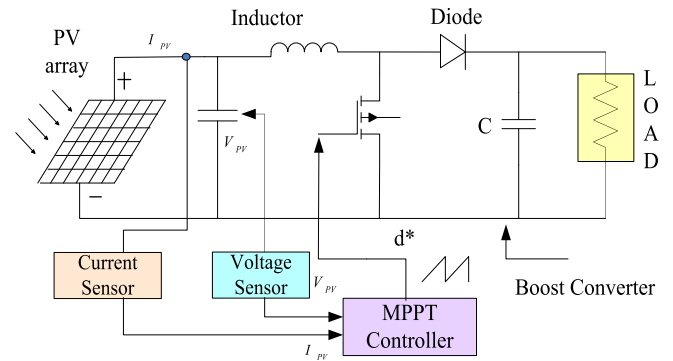 Inductor
Diode
PV
array
I PV
+
V PV
C
L
O
A
D
−
d*
Current
Sensor
Voltage
Sensor
V PV
MPPT
Controller
I PV
Boost Converter